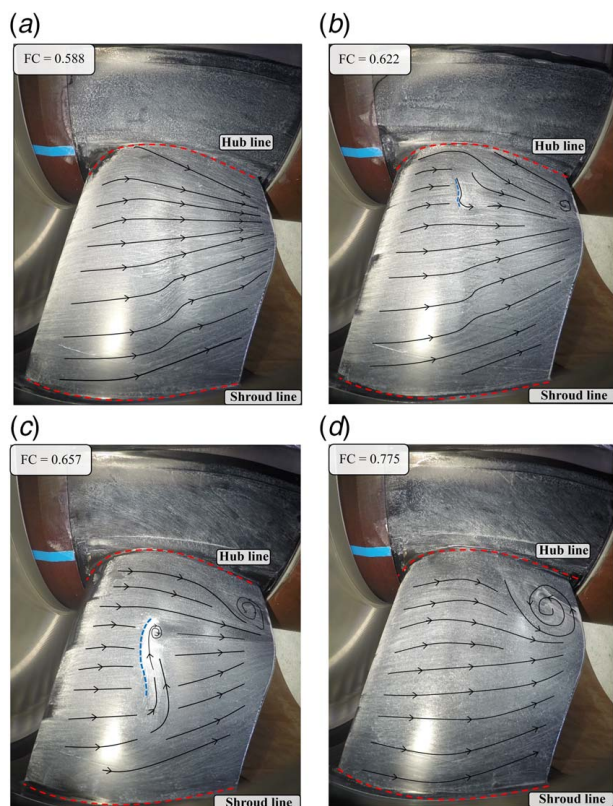 (a)
FC = 0.588
Hub line
Shroud line
(b)
FC = 0.622
Hub line
Shroud line
(c)
FC = 0.657
Hub line
Shroud line
(d)
FC = 0.775
Hub line
Shroud line